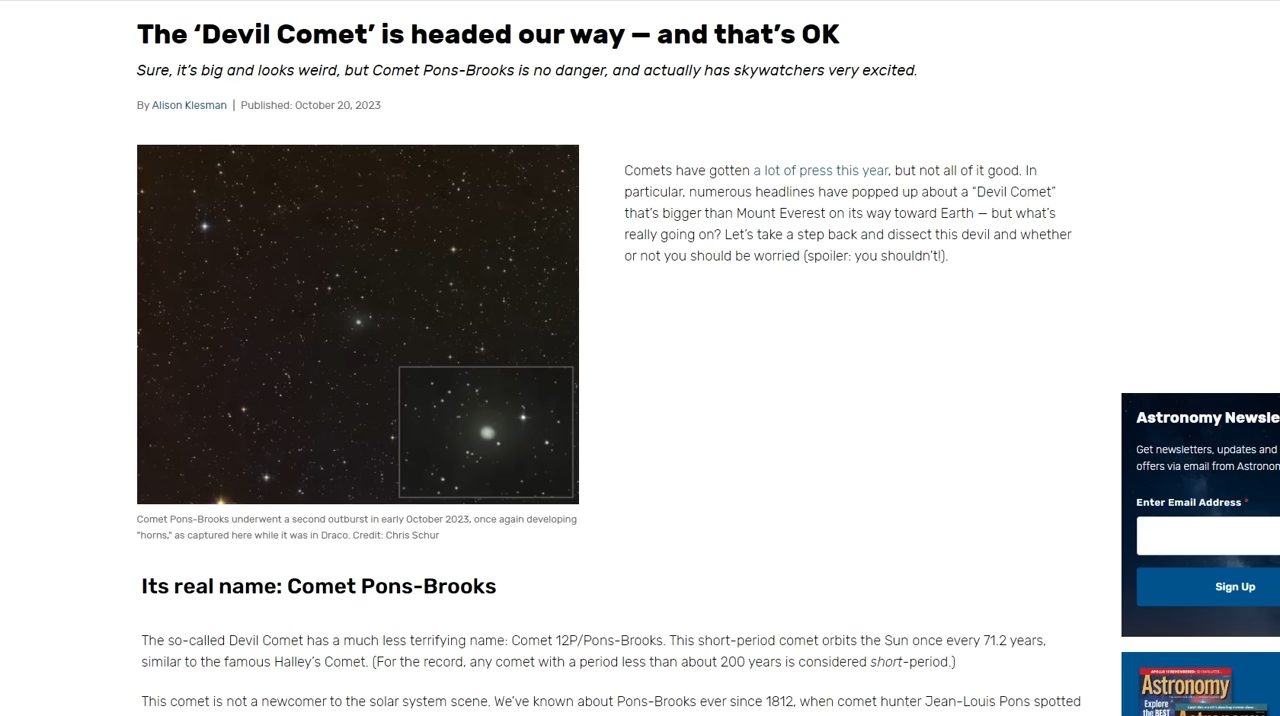 The ‘Devil Comet’ is headed our way — and that’s OK
Sure, it’s big and looks weird, but Comet Pons-Brooks is no danger, and actually has skywatchers very excited.
By Alison Klesman | Published: October 20, 2023
Comets have gotten a lot of press this year, but not all of it good. In
particular, numerous headlines have popped up about a “Devil Comet”
that’s bigger than Mount Everest on its way toward Earth — but what’s
really going on? Let’s take a step back and dissect this devil and whether
or not you should be worried (spoiler: you shouldn’t!).
Comet Pons-Brooks underwent a second outburst in early October 2023, once again developing
"horns," as captured here while it was in Draco. Credit: Chris Schur
Its real name: Comet Pons-Brooks
The so-called Devil Comet has a much less terrifying name: Comet 12P/Pons-Brooks. This short-period comet orbits the Sun once every 71.2 years,
similar to the famous Halley’s Comet. (For the record, any comet with a period less than about 200 years is considered short-period.)
This comet is not a newcomer to the solar system scene. We’ve known about Pons-Brooks ever since 1812, when comet hunter Jean-Louis Pons spotted
Astronomy Newsle
Get newsletters, updates and
offers via email from Astronom
Enter Email Address *
Sign Up
Astronomy
Explore
the BEST